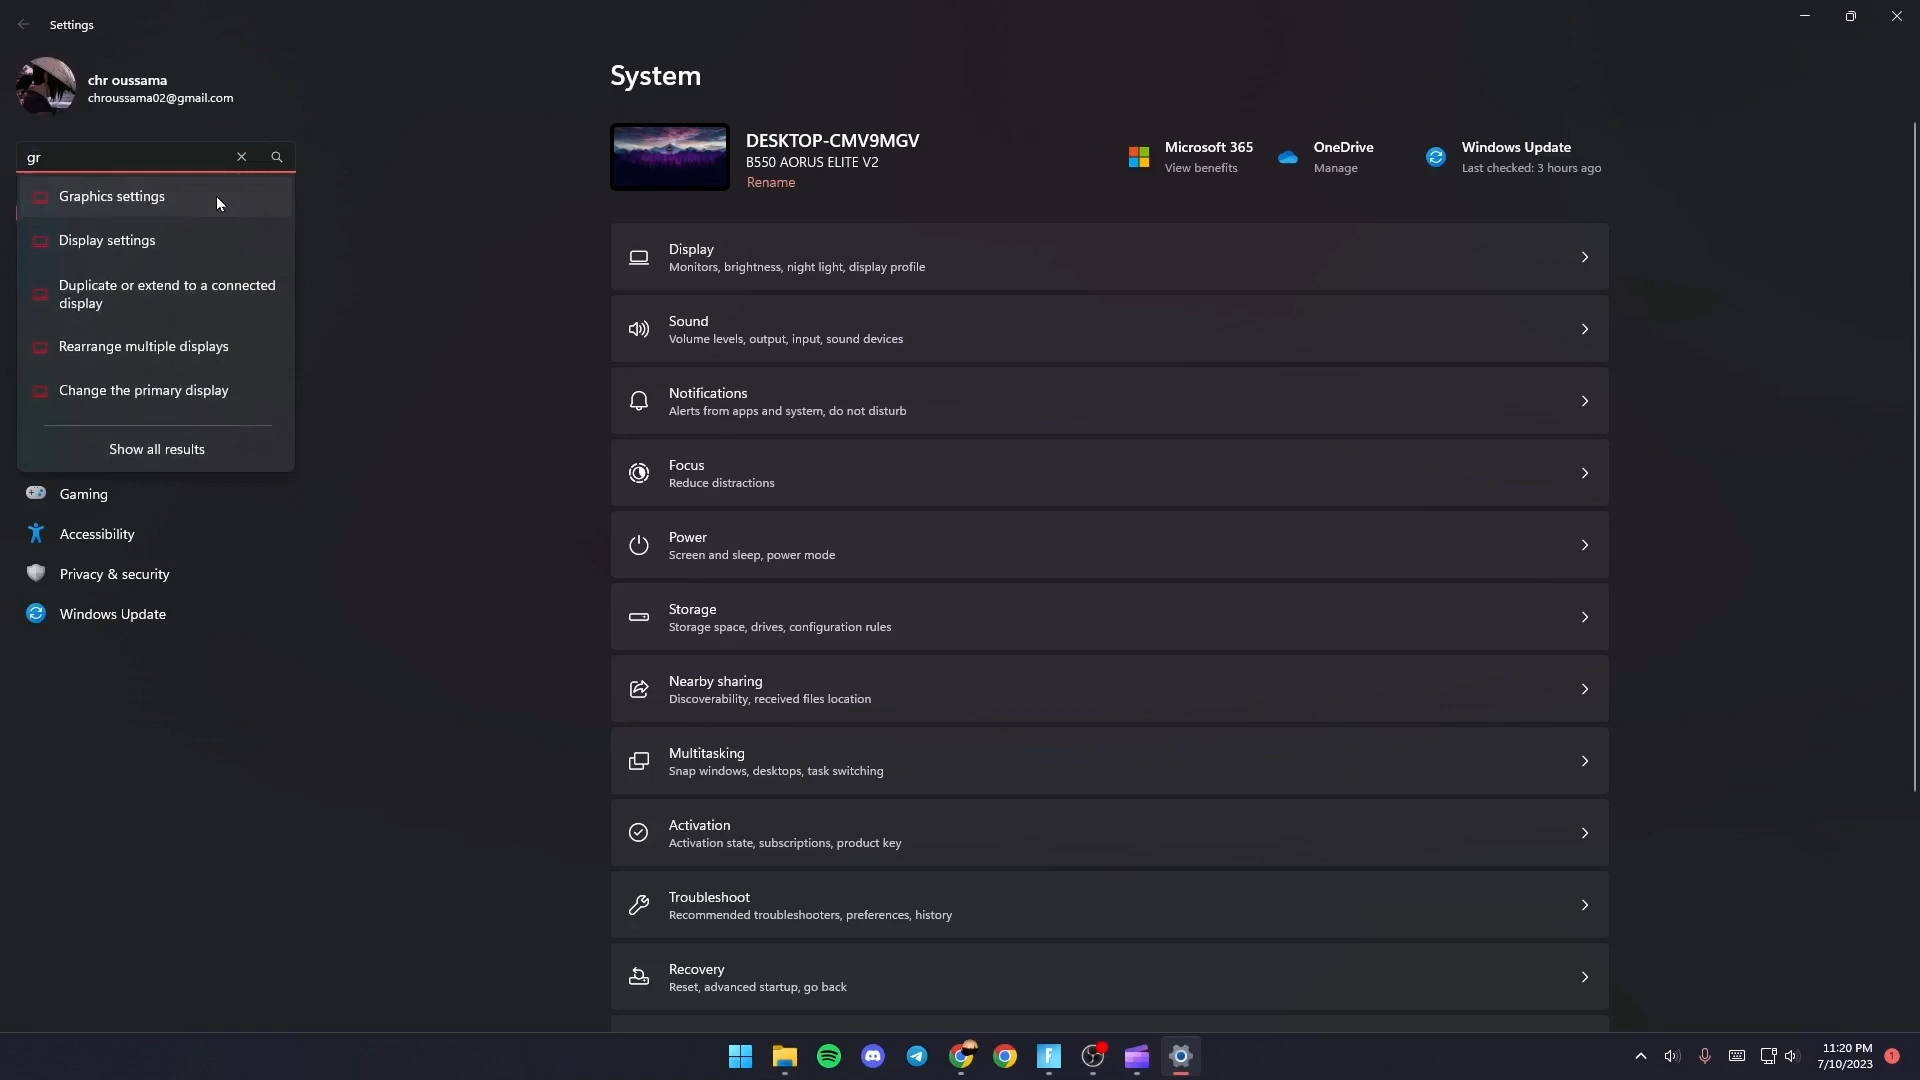 Settings
chr oussama
chroussama02@gmail.com
gr
Graphics settings
Display settings
Duplicate or extend to a connected
display
Rearrange multiple displays
Change the primary display
Show all results
Gaming
Accessibility
Privacy & security
Windows Update
System
DESKTOP-CMV9MGV
B550 AORUS ELITE V2
Rename
Microsoft 365
View benefits
OneDrive
Manage
Windows Update
Last checked: 3 hours ago
Display
Monitors, brightness, night light, display profile
Sound
Volume levels, output, input, sound devices
Notifications
Alerts from apps and system, do not disturb
Focus
Reduce distractions
Power
Screen and sleep, power mode
Storage
Storage space, drives, configuration rules
Nearby sharing
Discoverability, received files location
Multitasking
Snap windows, desktops, task switching
Activation
Activation state, subscriptions, product key
Troubleshoot
Recommended troubleshooters, preferences, history
Recovery
Reset, advanced startup, go back
11:20 PM
7/10/2023
1